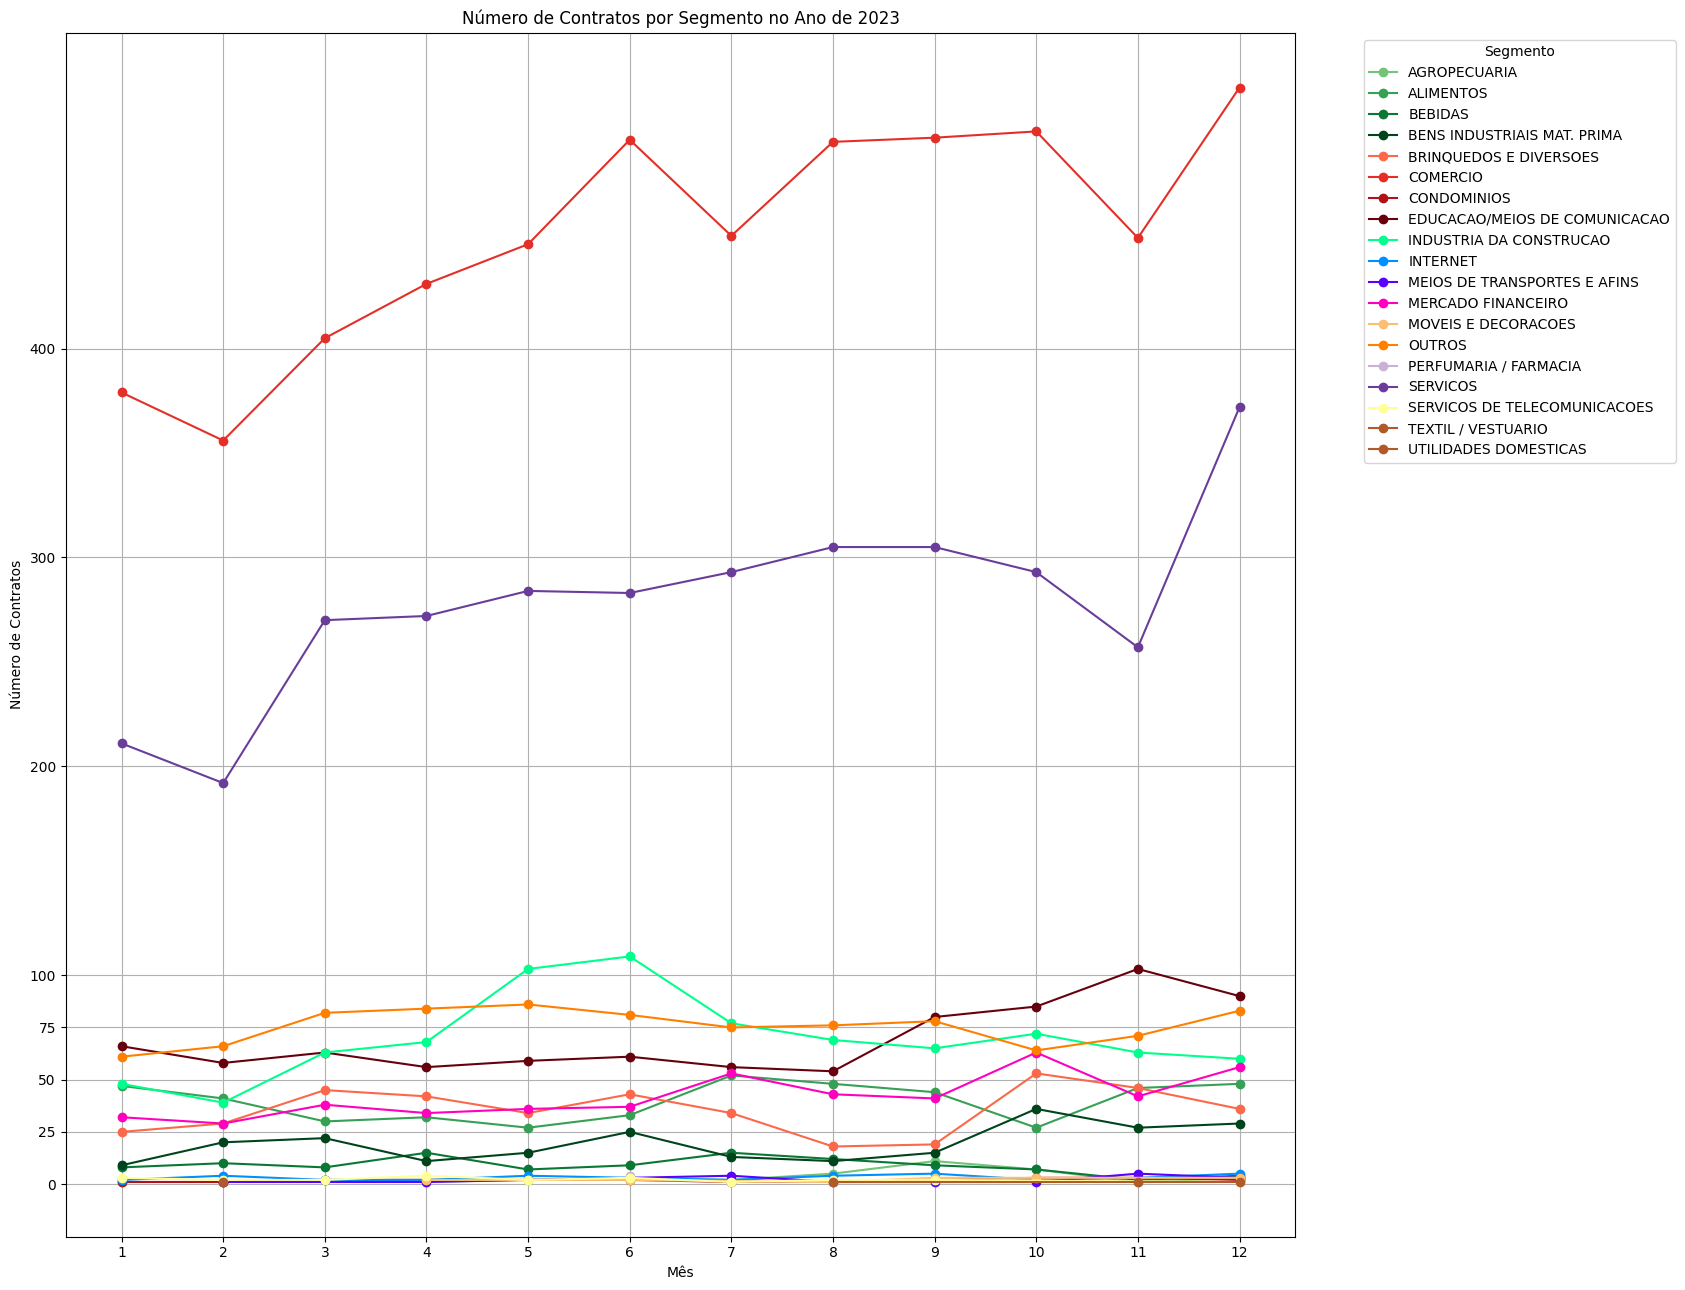 Número de Contratos por Segmento no Ano de 2023
Segmento
AGROPECUARIA
ALIMENTOS
BEBIDAS
BENS INDUSTRIAIS MAT. PRIMA
BRINQUEDOS E DIVERSOES
COMERCIO
CONDOMINIOS
EDUCACAO/MEIOS DE COMUNICACAO
INDUSTRIA DA CONSTRUCAO
INTERNET
MEIOS DE TRANSPORTES E AFINS
MERCADO FINANCEIRO
MOVEIS E DECORACOES
OUTROS
PERFUMARIA / FARMACIA
SERVICOS
SERVICOS DE TELECOMUNICACOES
TEXTIL / VESTUARIO
UTILIDADES DOMESTICAS
Número de Contratos
400
300
200
100
75
50
25
0
1 2 3 4 5 6 7 8 9 10 11 12
Mês